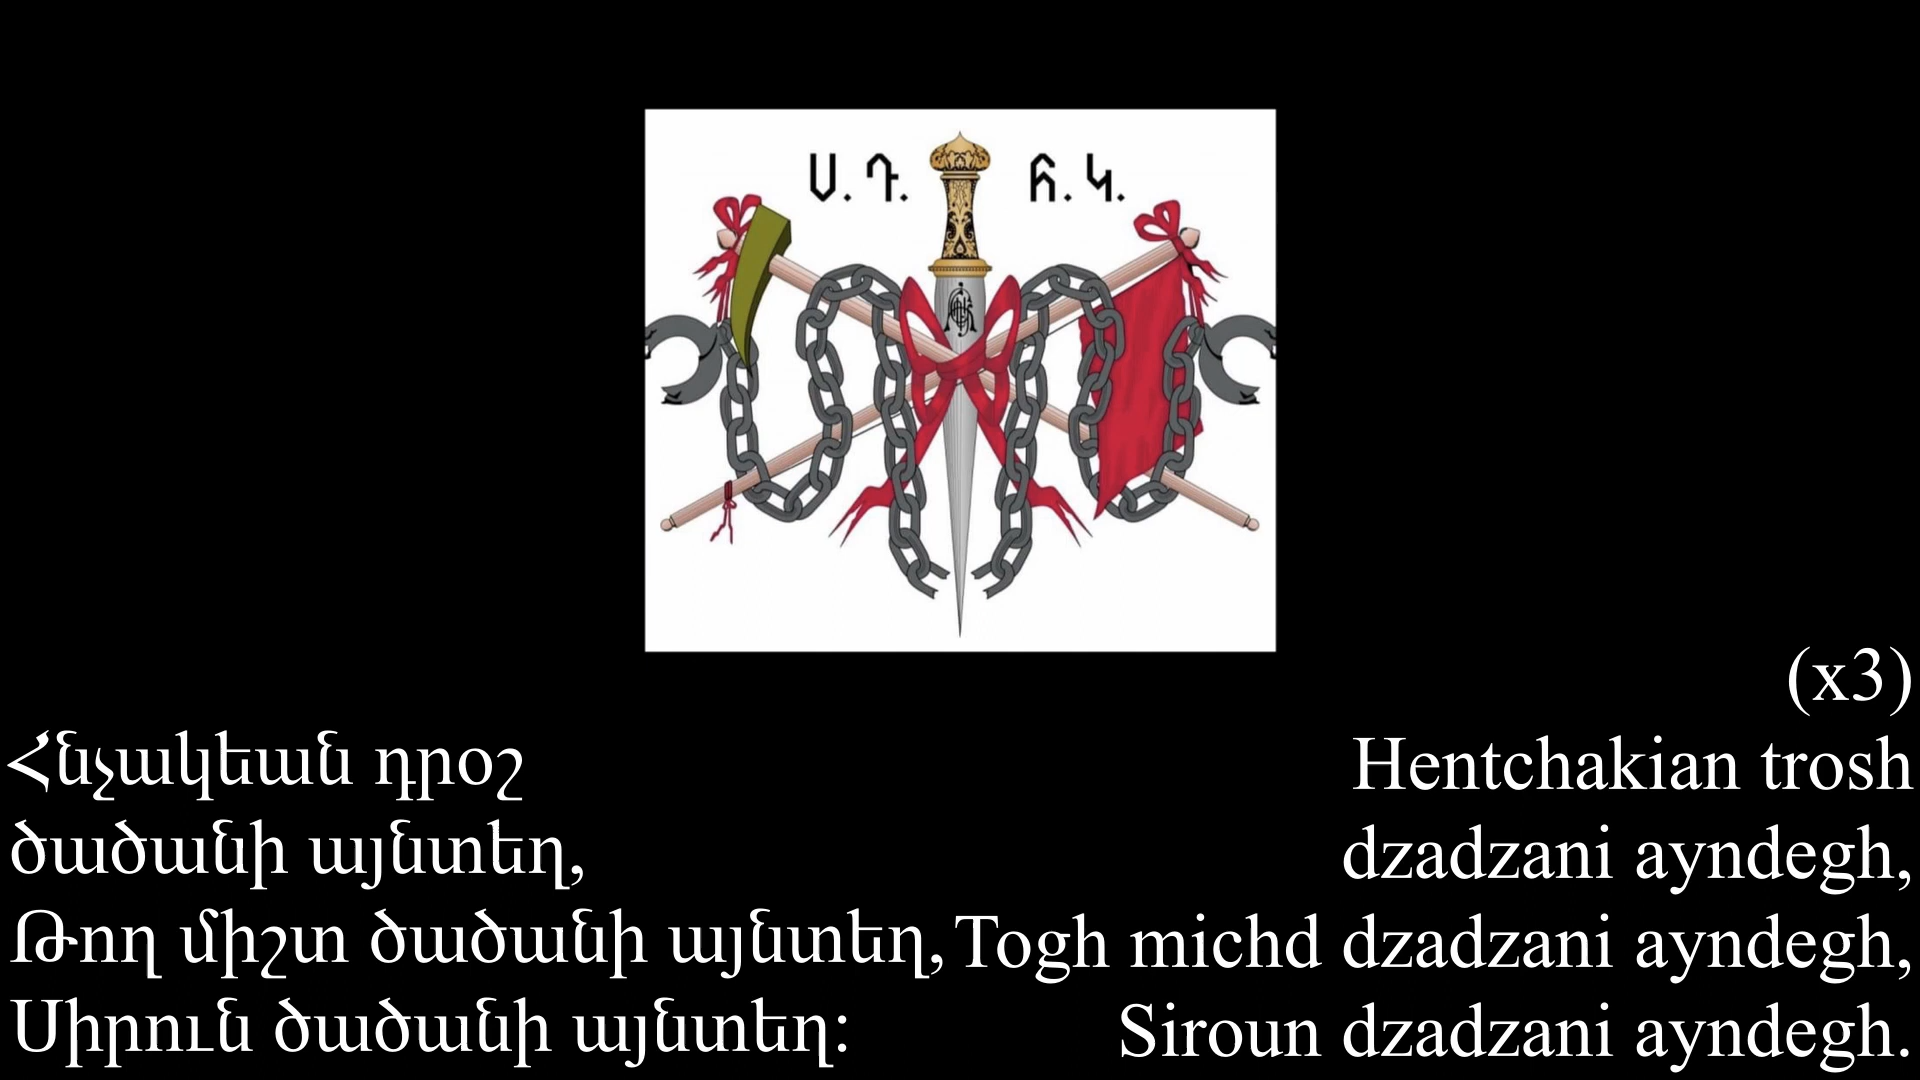 Ս. Դ. Հ. Կ.
(x3)
Հնչակեան դրօշ
ծածանի այնտեղ,
Թող միշտ ծածանի այնտեղ,
Սիրուն ծածանի այնտեղ:
Hentchakian trosh
dzadzani ayndegh,
Togh michd dzadzani ayndegh,
Siroun dzadzani ayndegh.